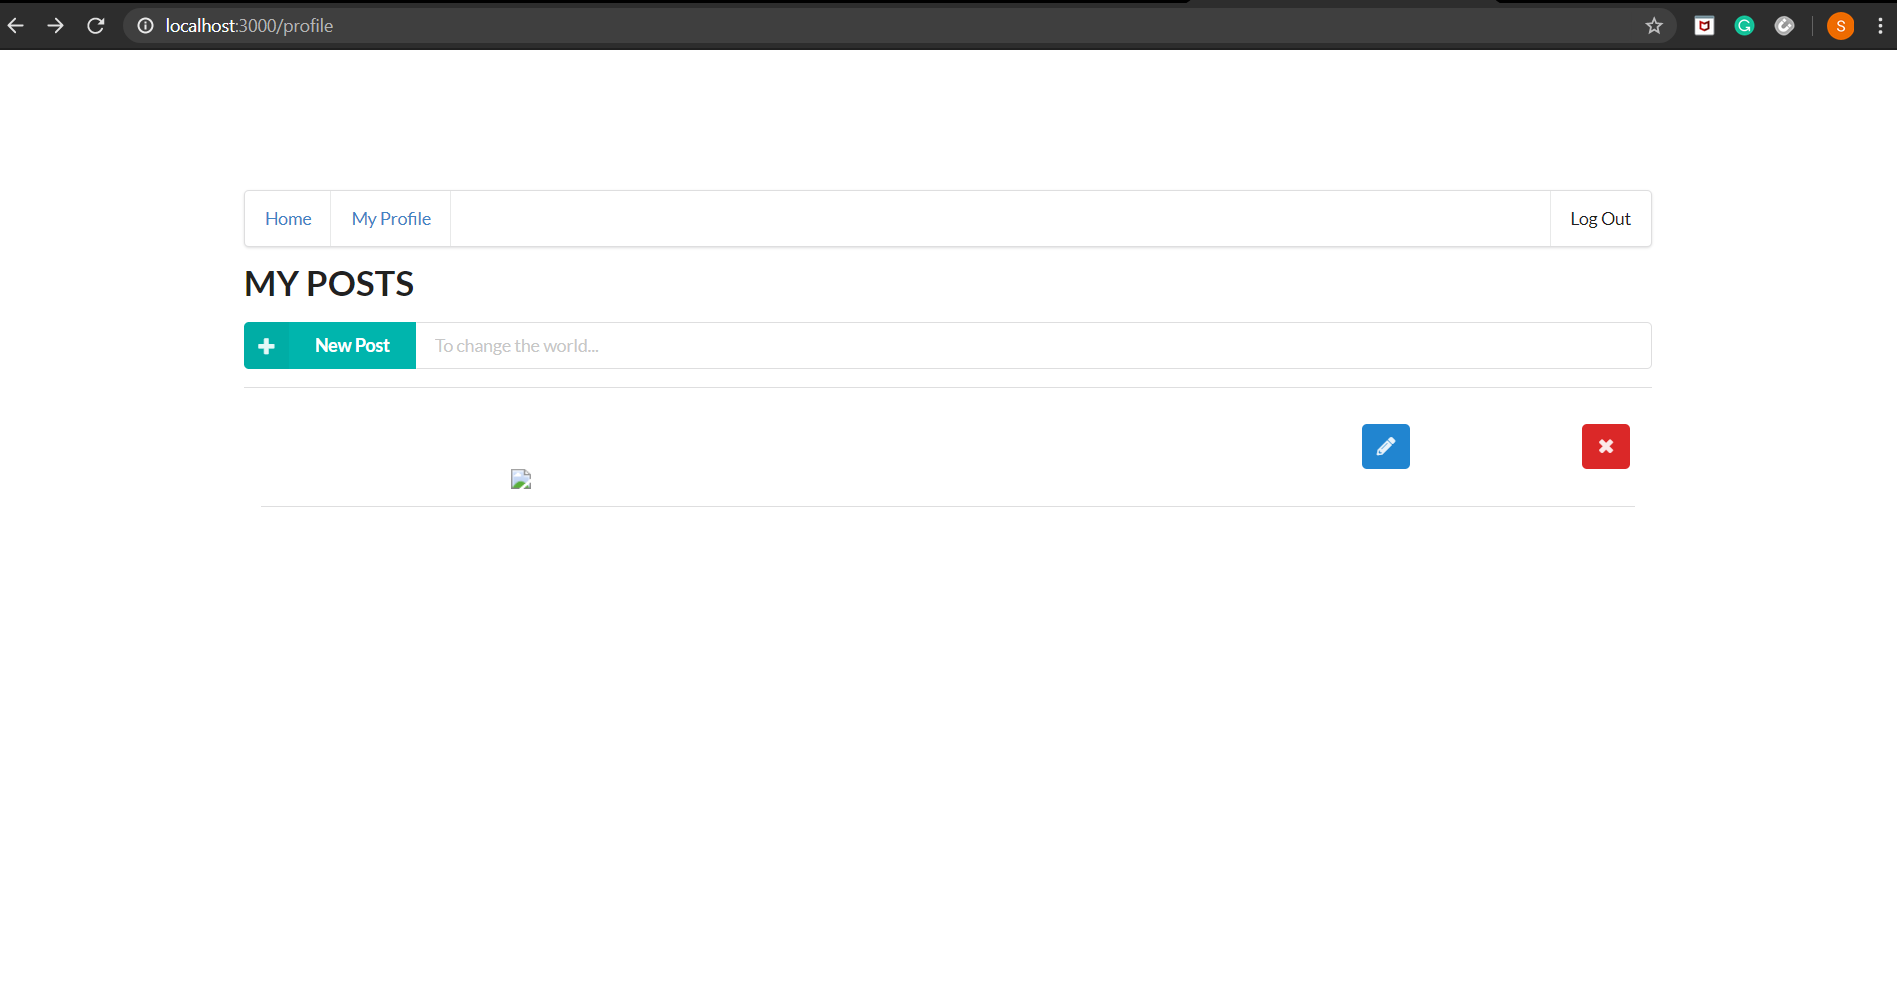 localhost:3000/profile
S
Home My Profile Log Out
MY POSTS
New Post To change the world...